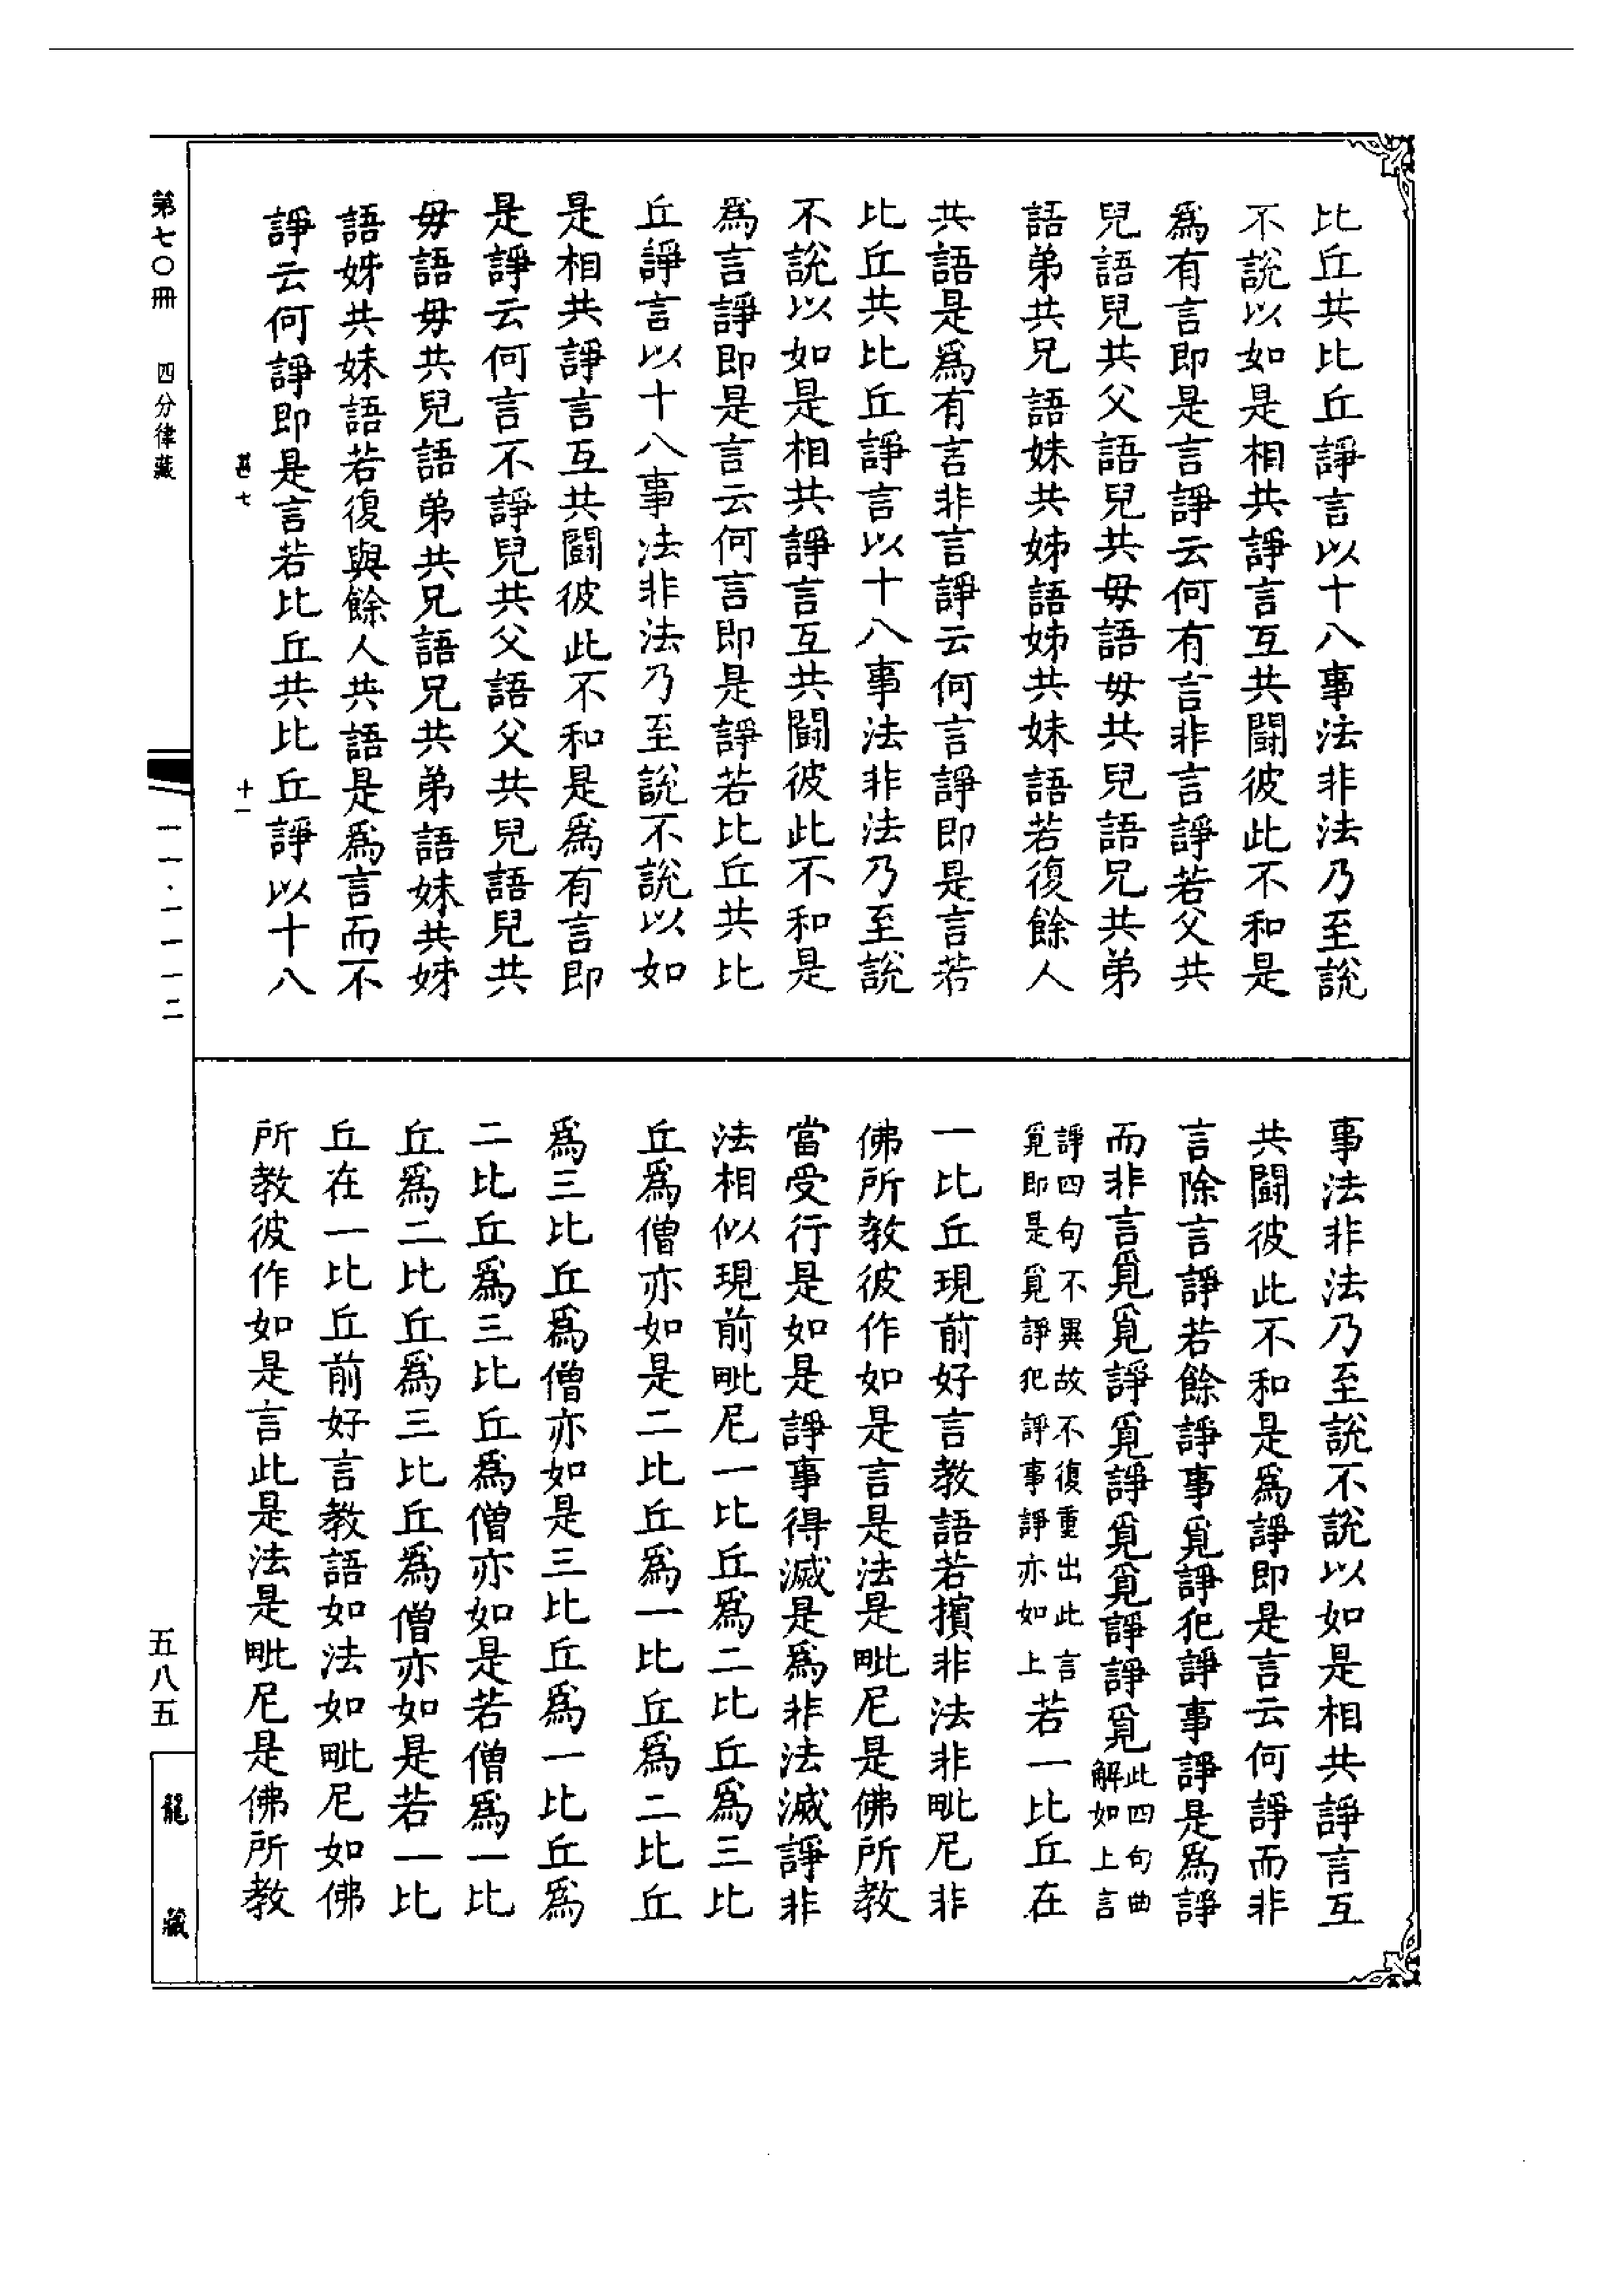 比丘共比丘諍言以十八事法非法乃至說
不說以如是相共諍言互共鬪彼此不和是
爲有言即是言諍云何有言非言諍若父共
兒語兒共父語兒共母語母共兒語兄共弟
語弟共兄語妹共姊語姊共妹語若復餘人
共語是爲有言非言諍云何言諍即是言若
比丘共比丘諍言以十八事法非法乃至說
不說以如是相共諍言互共鬪彼此不和是
爲言諍即是言云何言即是諍若比丘共比
丘諍言以十八事法非法乃至說不說以如
是相共諍言互共鬪彼此不和是爲有言即
是諍云何言不諍兒共父語父共兒語兒共
母語母共兒語弟共兄語兄共弟語妹共姊
語姊共妹語若復與餘人共語是爲言而不
諍云何諍即是言若比丘共比丘諍以十八
甚七 十一
事法非法乃至說不說以如是相共諍言互
共鬪彼此不和是爲諍即是言云何諍而非
言除言諍若餘諍事覓諍犯諍事諍是爲諍
而非言覓覓諍覓諍覓覓諍諍覓此四句曲解如上言
諍四句不異故不復重出此言覓即是覓諍犯諍事諍亦如上若一比丘在
一比丘現前好言教語若擯非法非毗尼非
佛所教彼作如是言是法是毗尼是佛所教
當受行是如是諍事得滅是爲非法滅諍非
法相似現前毗尼一比丘爲二比丘爲三比
丘爲僧亦如是二比丘爲一比丘爲二比丘
爲三比丘爲僧亦如是三比丘爲一比丘爲
二比丘爲三比丘爲僧亦如是若僧爲一比
丘爲二比丘爲三比丘爲僧亦如是若一比
丘在一比丘前好言教語如法如毗尼如佛
所教彼作如是言此是法是毗尼是佛所教
第七〇冊 四分律藏 一一·一一一二 五八五 龍藏